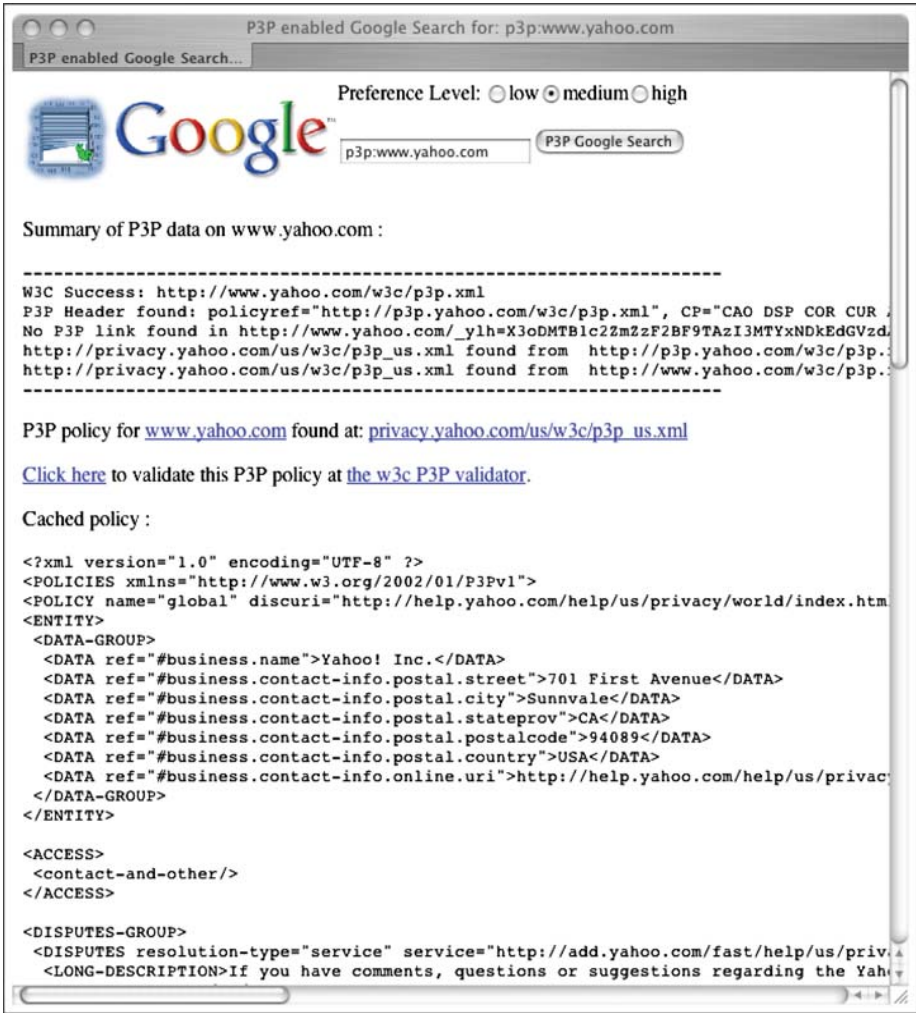 P3P enabled Google Search for: p3p:www.yahoo.com
P3P enabled Google Search...
Preference Level: low medium high
Google™
p3p:www.yahoo.com P3P Google Search
Summary of P3P data on www.yahoo.com :
----------------------------------------------------------------------
W3C Success: http://www.yahoo.com/w3c/p3p.xml
P3P Header found: policyref="http://p3p.yahoo.com/w3c/p3p.xml", CP="CAO DSP COR CUR
No P3P link found in http://www.yahoo.com/_ylh=X3oDMTB1c2ZmZzF2BF9TAzI3MTYxNDkEdGVzd
http://privacy.yahoo.com/us/w3c/p3p_us.xml found from http://p3p.yahoo.com/w3c/p3p.
http://privacy.yahoo.com/us/w3c/p3p_us.xml found from http://www.yahoo.com/w3c/p3p.
----------------------------------------------------------------------
P3P policy for www.yahoo.com found at: privacy.yahoo.com/us/w3c/p3p_us.xml
Click here to validate this P3P policy at the w3c P3P validator.
Cached policy :
<?xml version="1.0" encoding="UTF-8" ?>
<POLICIES xmlns="http://www.w3.org/2002/01/P3Pv1">
<POLICY name="global" discuri="http://help.yahoo.com/help/us/privacy/world/index.htm
<ENTITY>
<DATA-GROUP>
<DATA ref="#business.name">Yahoo! Inc.</DATA>
<DATA ref="#business.contact-info.postal.street">701 First Avenue</DATA>
<DATA ref="#business.contact-info.postal.city">Sunnvale</DATA>
<DATA ref="#business.contact-info.postal.stateprov">CA</DATA>
<DATA ref="#business.contact-info.postal.postalcode">94089</DATA>
<DATA ref="#business.contact-info.postal.country">USA</DATA>
<DATA ref="#business.contact-info.online.uri">http://help.yahoo.com/help/us/privac
</DATA-GROUP>
</ENTITY>
<ACCESS>
<contact-and-other/>
</ACCESS>
<DISPUTES-GROUP>
<DISPUTES resolution-type="service" service="http://add.yahoo.com/fast/help/us/priv
<LONG-DESCRIPTION>If you have comments, questions or suggestions regarding the Yah